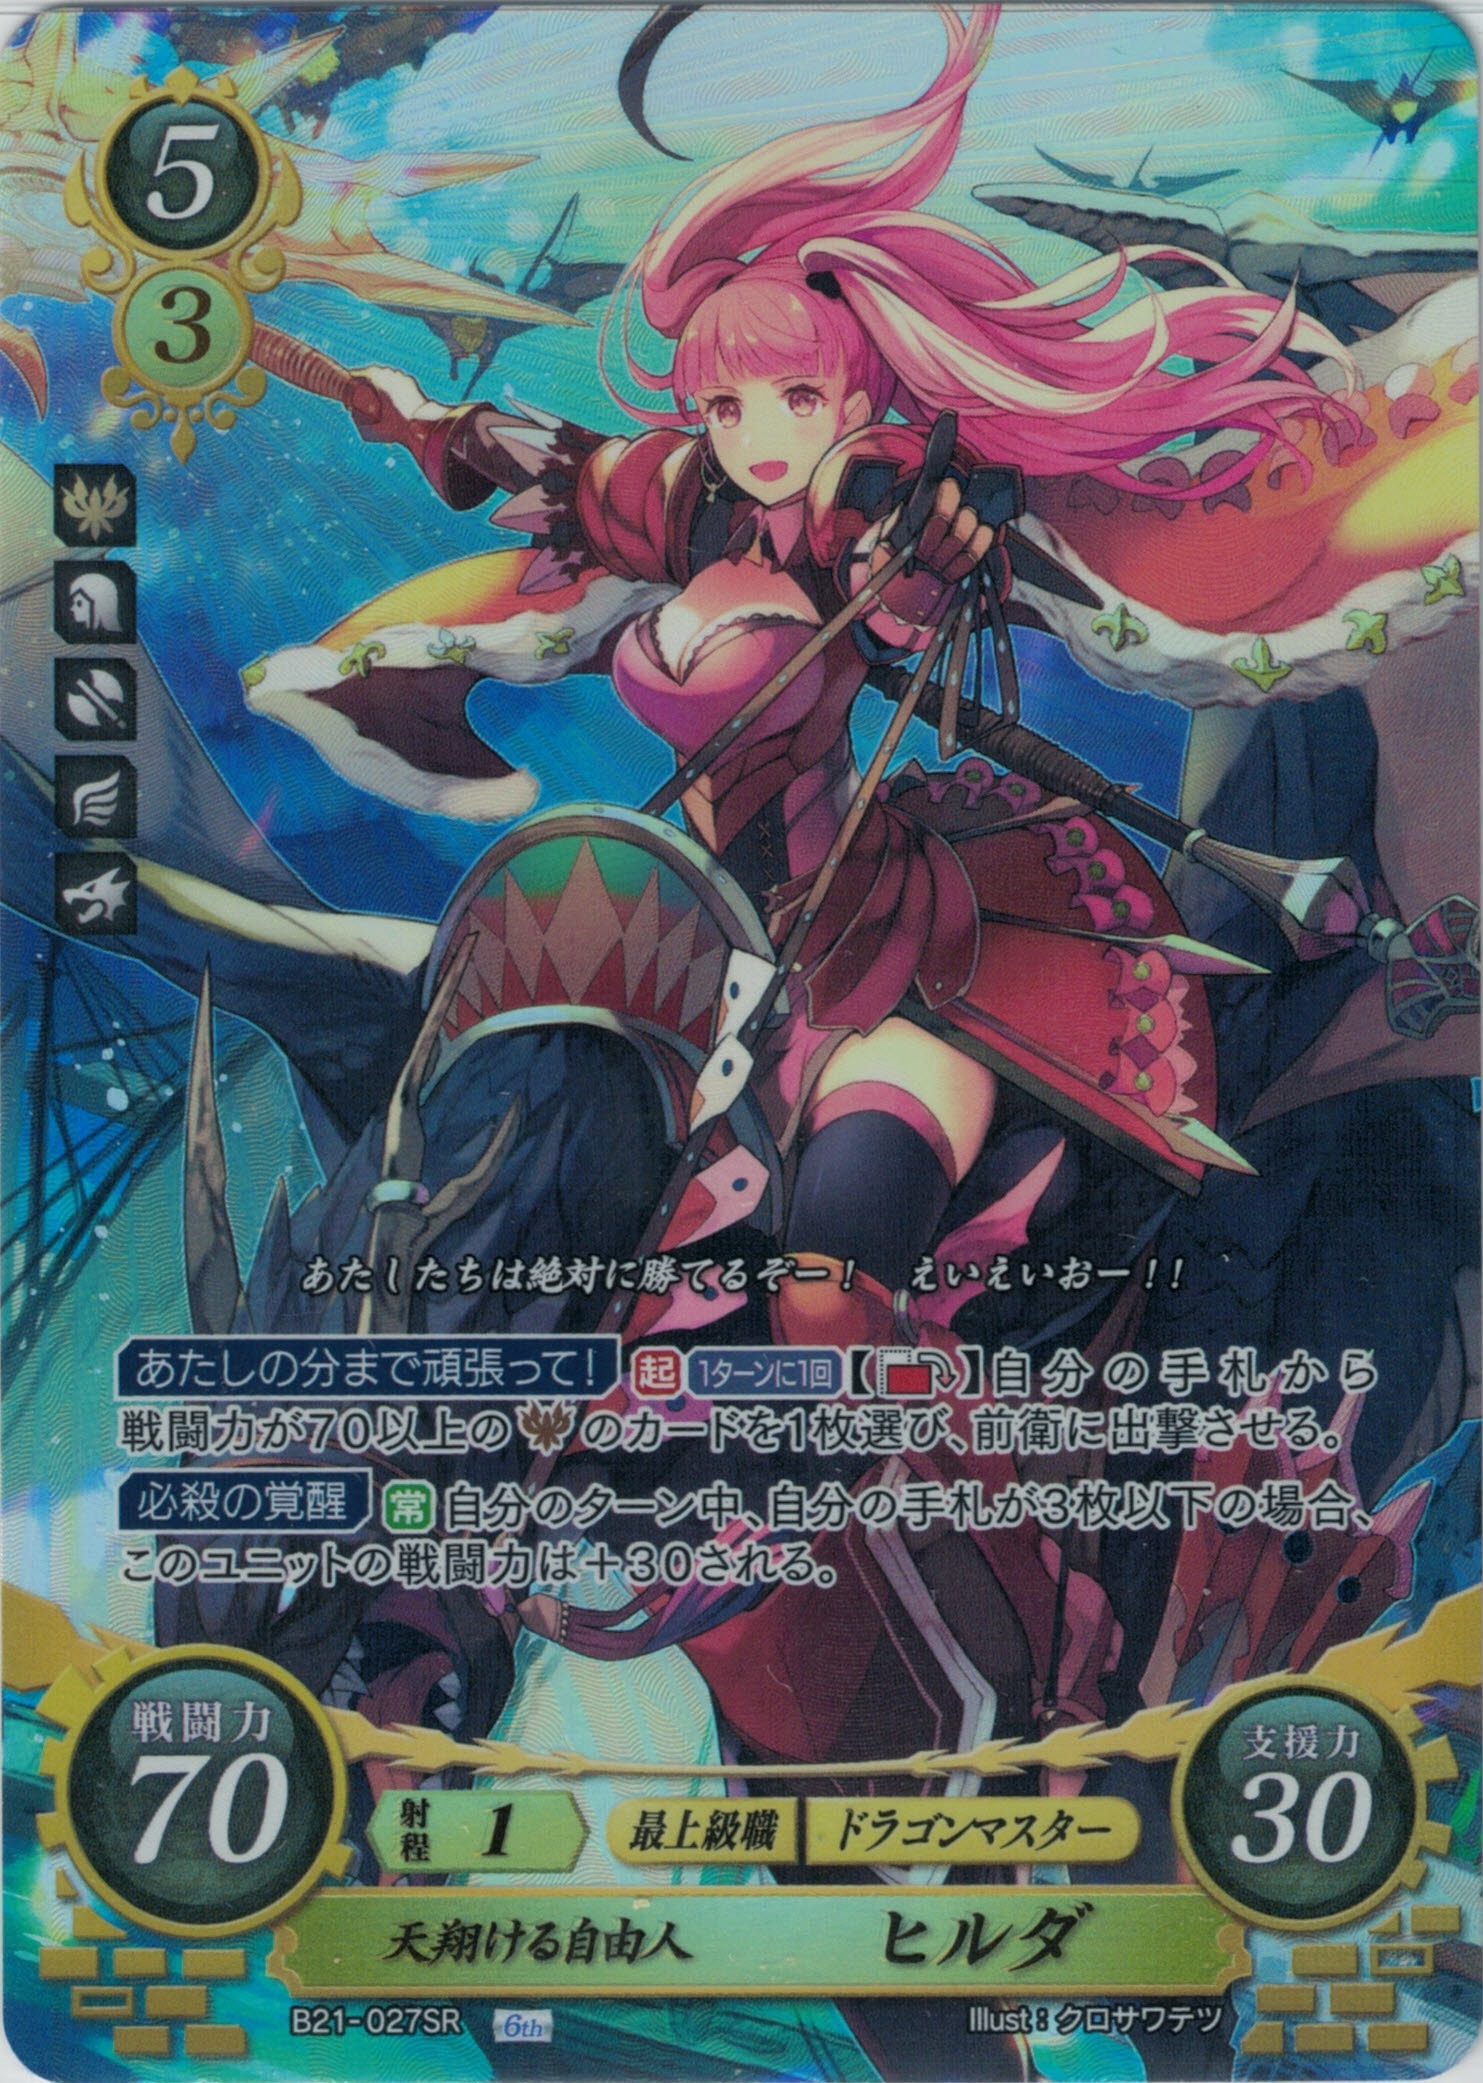 5
3
あたしたちは絶対に勝てるぞー！　えいえいおー！！
あたしの分まで頑張って！ 起 1ターンに1回【】自分の手札から
戦闘力が70以上ののカードを1枚選び、前衛に出撃させる。
必殺の覚醒 常 自分のターン中、自分の手札が3枚以下の場合、
このユニットの戦闘力は＋30される。
戦闘力
70
射程 1
最上級職 ドラゴンマスター
支援力
30
天翔ける自由人 ヒルダ
B21-027SR 6th Illust：クロサワテツ